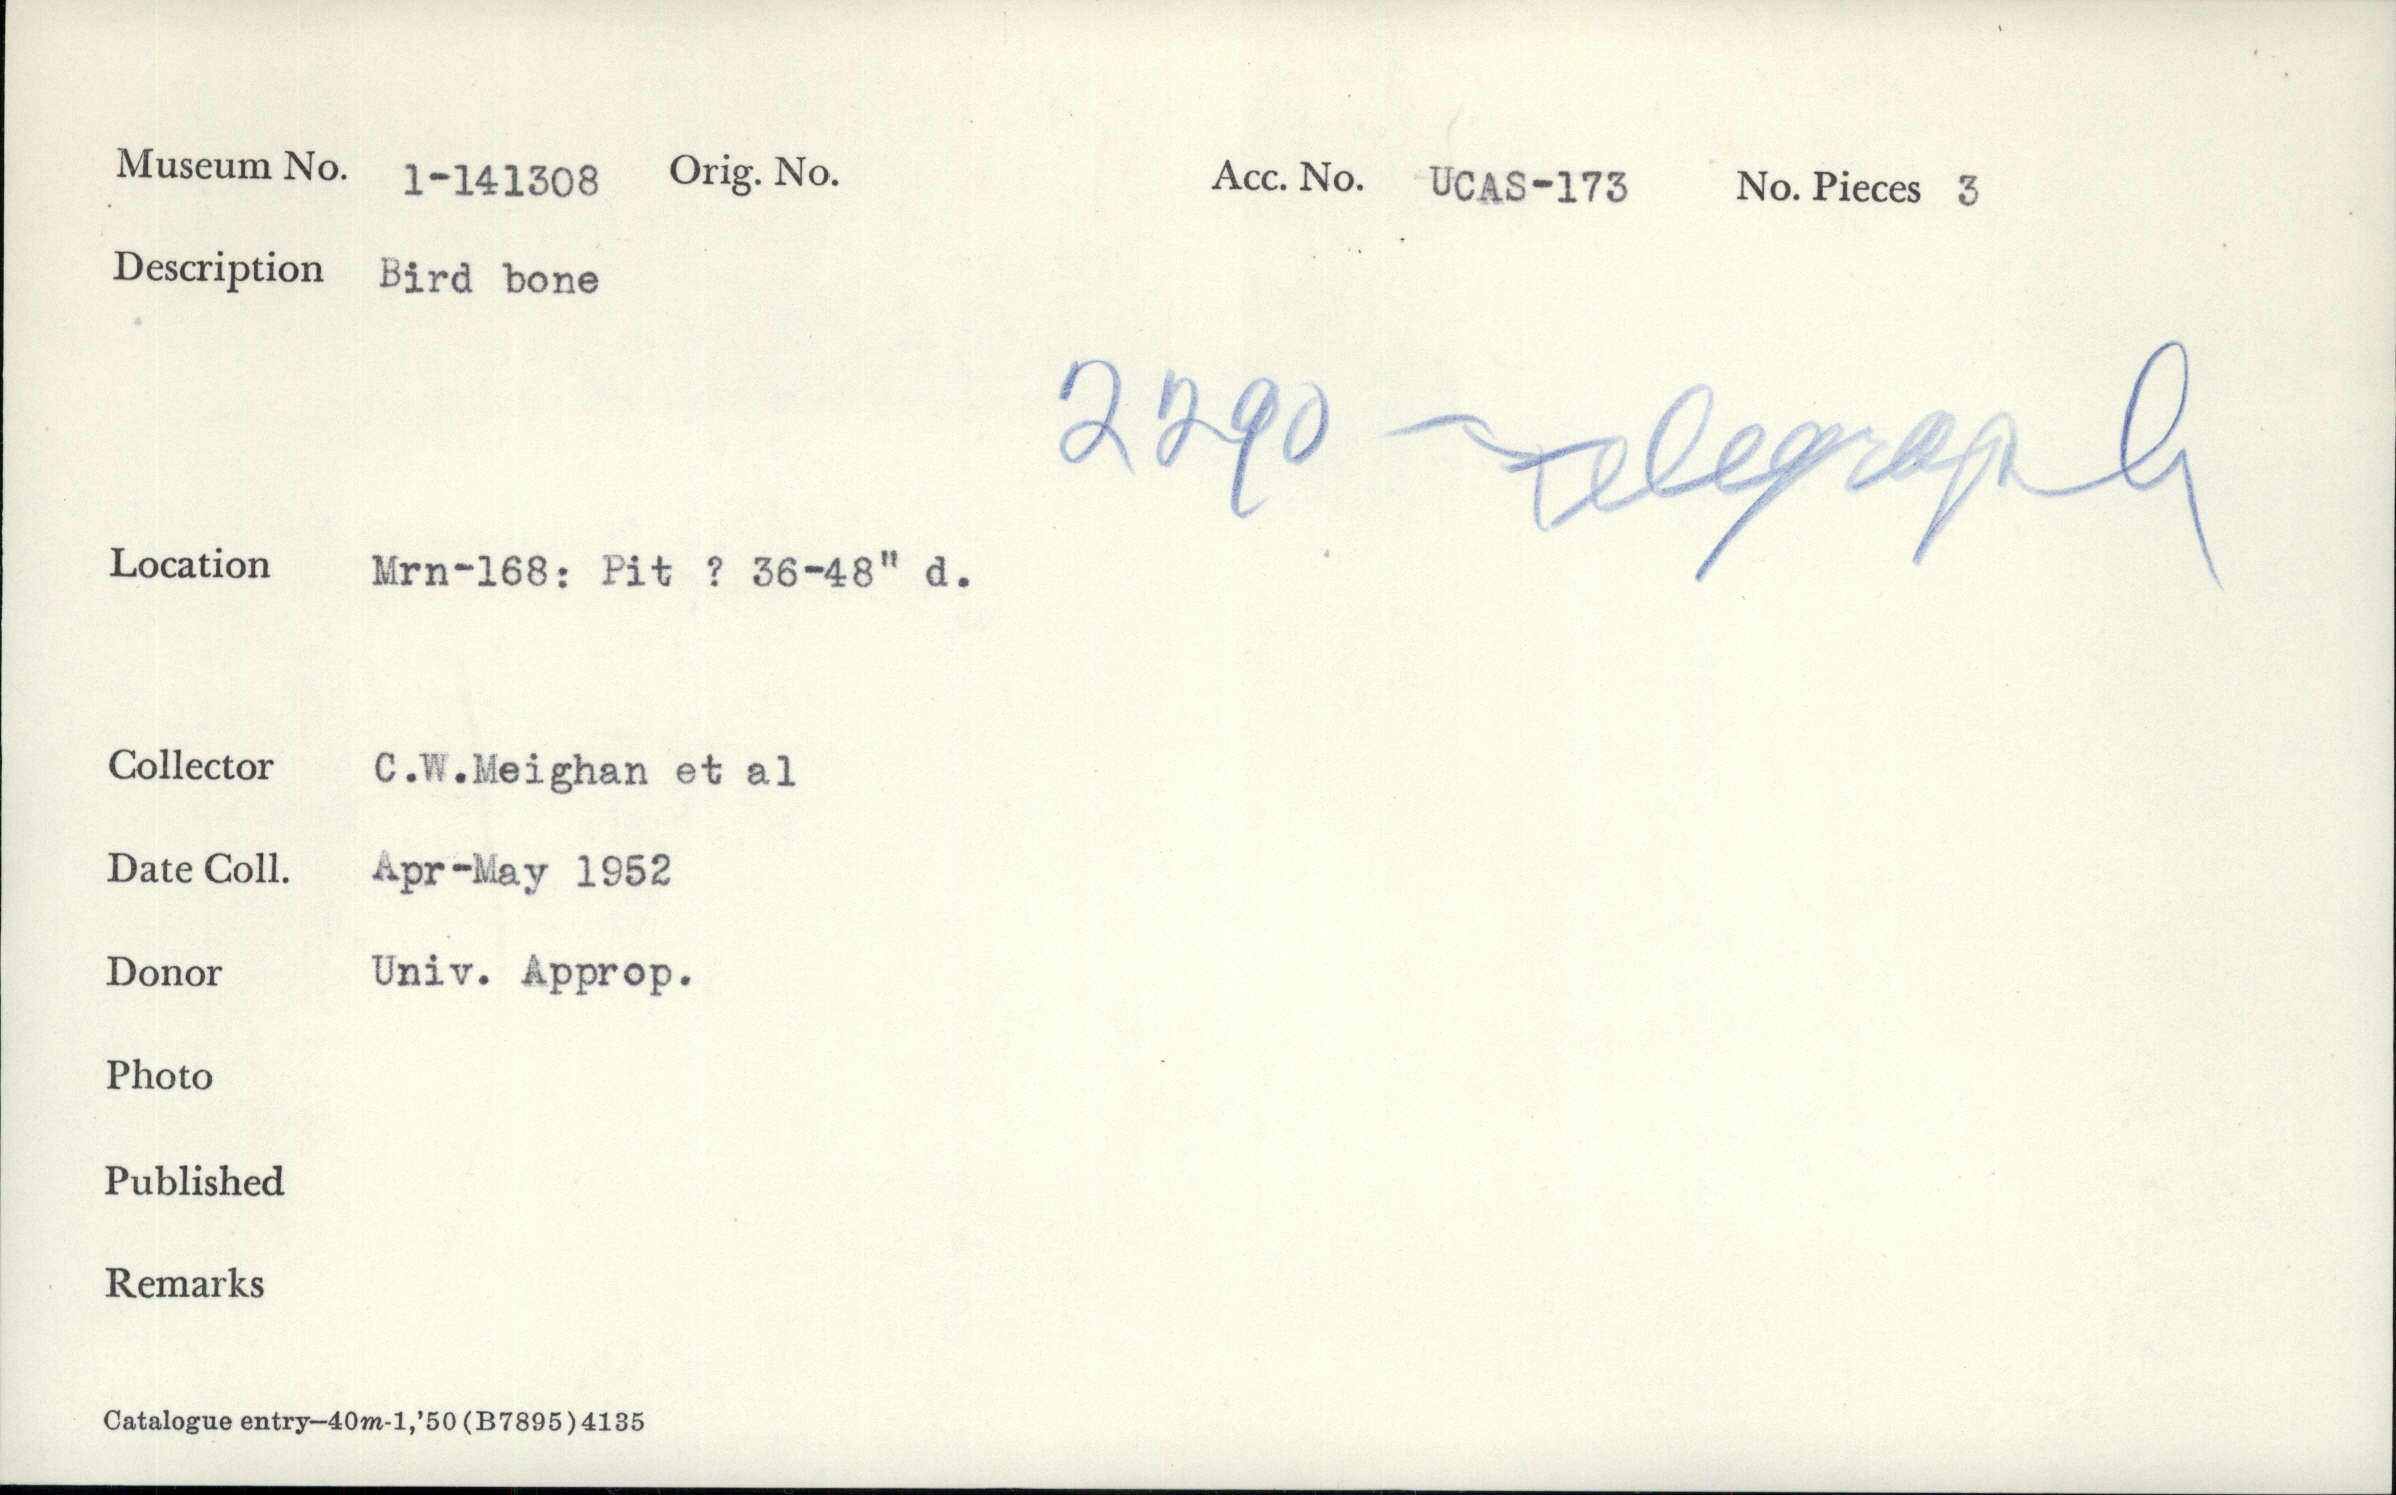 Museum No. 1-141308 Orig. No. Acc. No. UCAS-173 No. Pieces 3
Description Bird bone
2290 - Telegraph
Location Mrn-168: Pit ? 36-48" d.
Collector C.W.Meighan et al
Date Coll. Apr-May 1952
Donor Univ. Approp.
Photo
Published
Remarks
Catalogue entry—40m-1,'50 (B7895) 4135